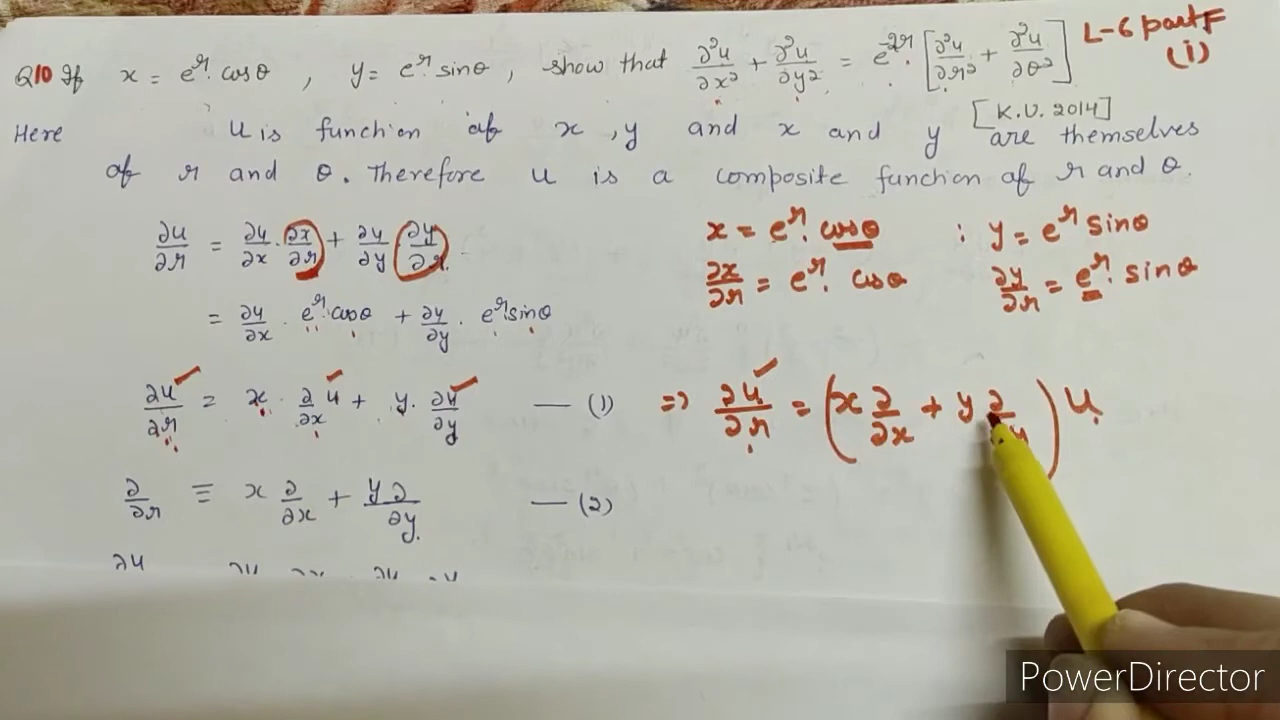 Q10 If x = e^r. cosθ , y = e^r. sinθ , show that ∂²u/∂x² + ∂²u/∂y² = e^-2r. [∂²u/∂r² + ∂²u/∂θ²] L-6 part F
(i)
[K.U. 2014]
Here u is function of x , y and x and y are themselves
of r and θ. Therefore u is a composite function of r and θ.
∂u/∂r = ∂u/∂x . ∂x/∂r + ∂u/∂y . ∂y/∂r.
x = e^r. cosθ : y = e^r sinθ
∂x/∂r = e^r. cosθ ∂y/∂r = e^r. sinθ
= ∂u/∂x . e^r. cosθ + ∂u/∂y . e^r sinθ
∂u/∂r = x. ∂/∂x u + y. ∂u/∂y — (1) ⇒ ∂u/∂r = (x ∂/∂x + y ∂/∂y) u
∂/∂r ≡ x ∂/∂x + y∂/∂y. — (2)